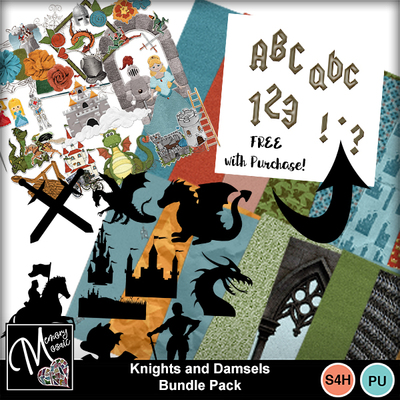 ABC
abc
123
!·?
FREE
with Purchase!
Memory
Mosaic
Knights and Damsels
Bundle Pack
S4H
PU